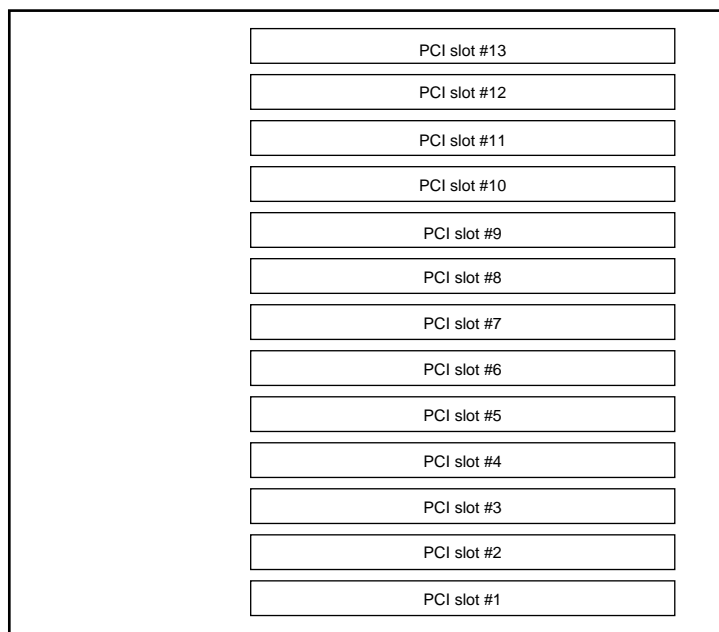 PCI slot #13
PCI slot #12
PCI slot #11
PCI slot #10
PCI slot #9
PCI slot #8
PCI slot #7
PCI slot #6
PCI slot #5
PCI slot #4
PCI slot #3
PCI slot #2
PCI slot #1